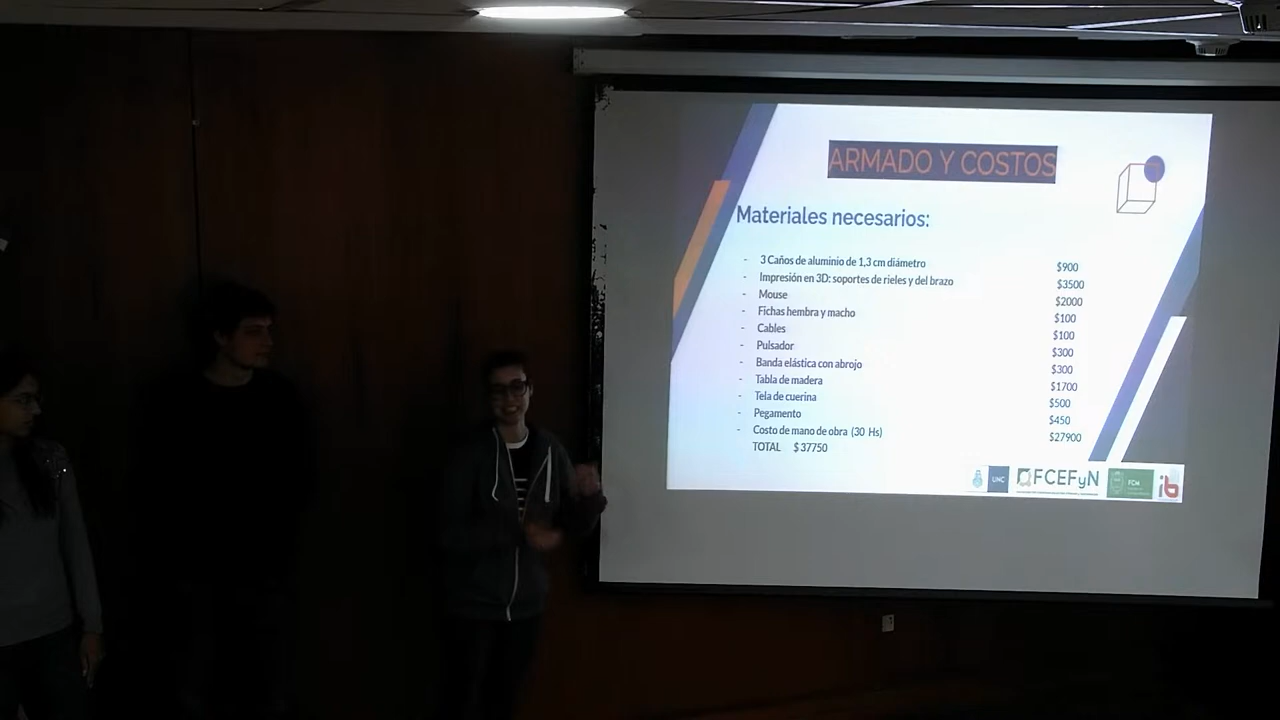 ARMADO Y COSTOS
Materiales necesarios:
- 3 Caños de aluminio de 1,3 cm diámetro $900
- Impresión en 3D: soportes de rieles y del brazo $3500
- Mouse $2000
- Fichas hembra y macho $100
- Cables $100
- Pulsador $300
- Banda elástica con abrojo $300
- Tabla de madera $1700
- Tela de cuerina $500
- Pegamento $450
- Costo de mano de obra (30 Hs) $27900
TOTAL $ 37750
UNC FCEFyN FCM ib